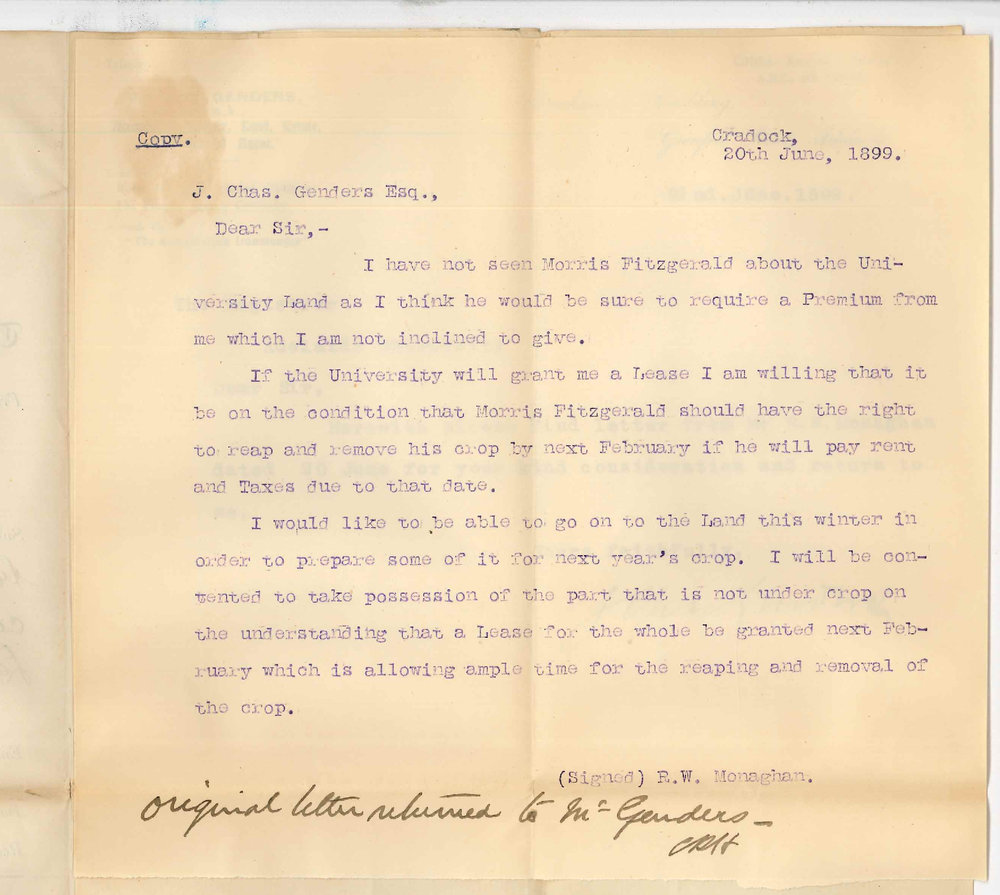 Copy.
Cradock,
20th June, 1899.
J. Chas. Genders Esq.,
Dear Sir,-
I have not seen Morris Fitzgerald about the Uni-
versity Land as I think he would be sure to require a Premium from
me which I am not inclined to give.
If the University will grant me a Lease I am willing that it
be on the condition that Morris Fitzgerald should have the right
to reap and remove his crop by next February if he will pay rent
and Taxes due to that date.
I would like to be able to go on to the Land this winter in
order to prepare some of it for next year's crop. I will be con-
tented to take possession of the part that is not under crop on
the understanding that a Lease for the whole be granted next Feb-
ruary which is allowing ample time for the reaping and removal of
the crop.
(Signed) R.W. Monaghan.
original letter returned to Mr Genders –